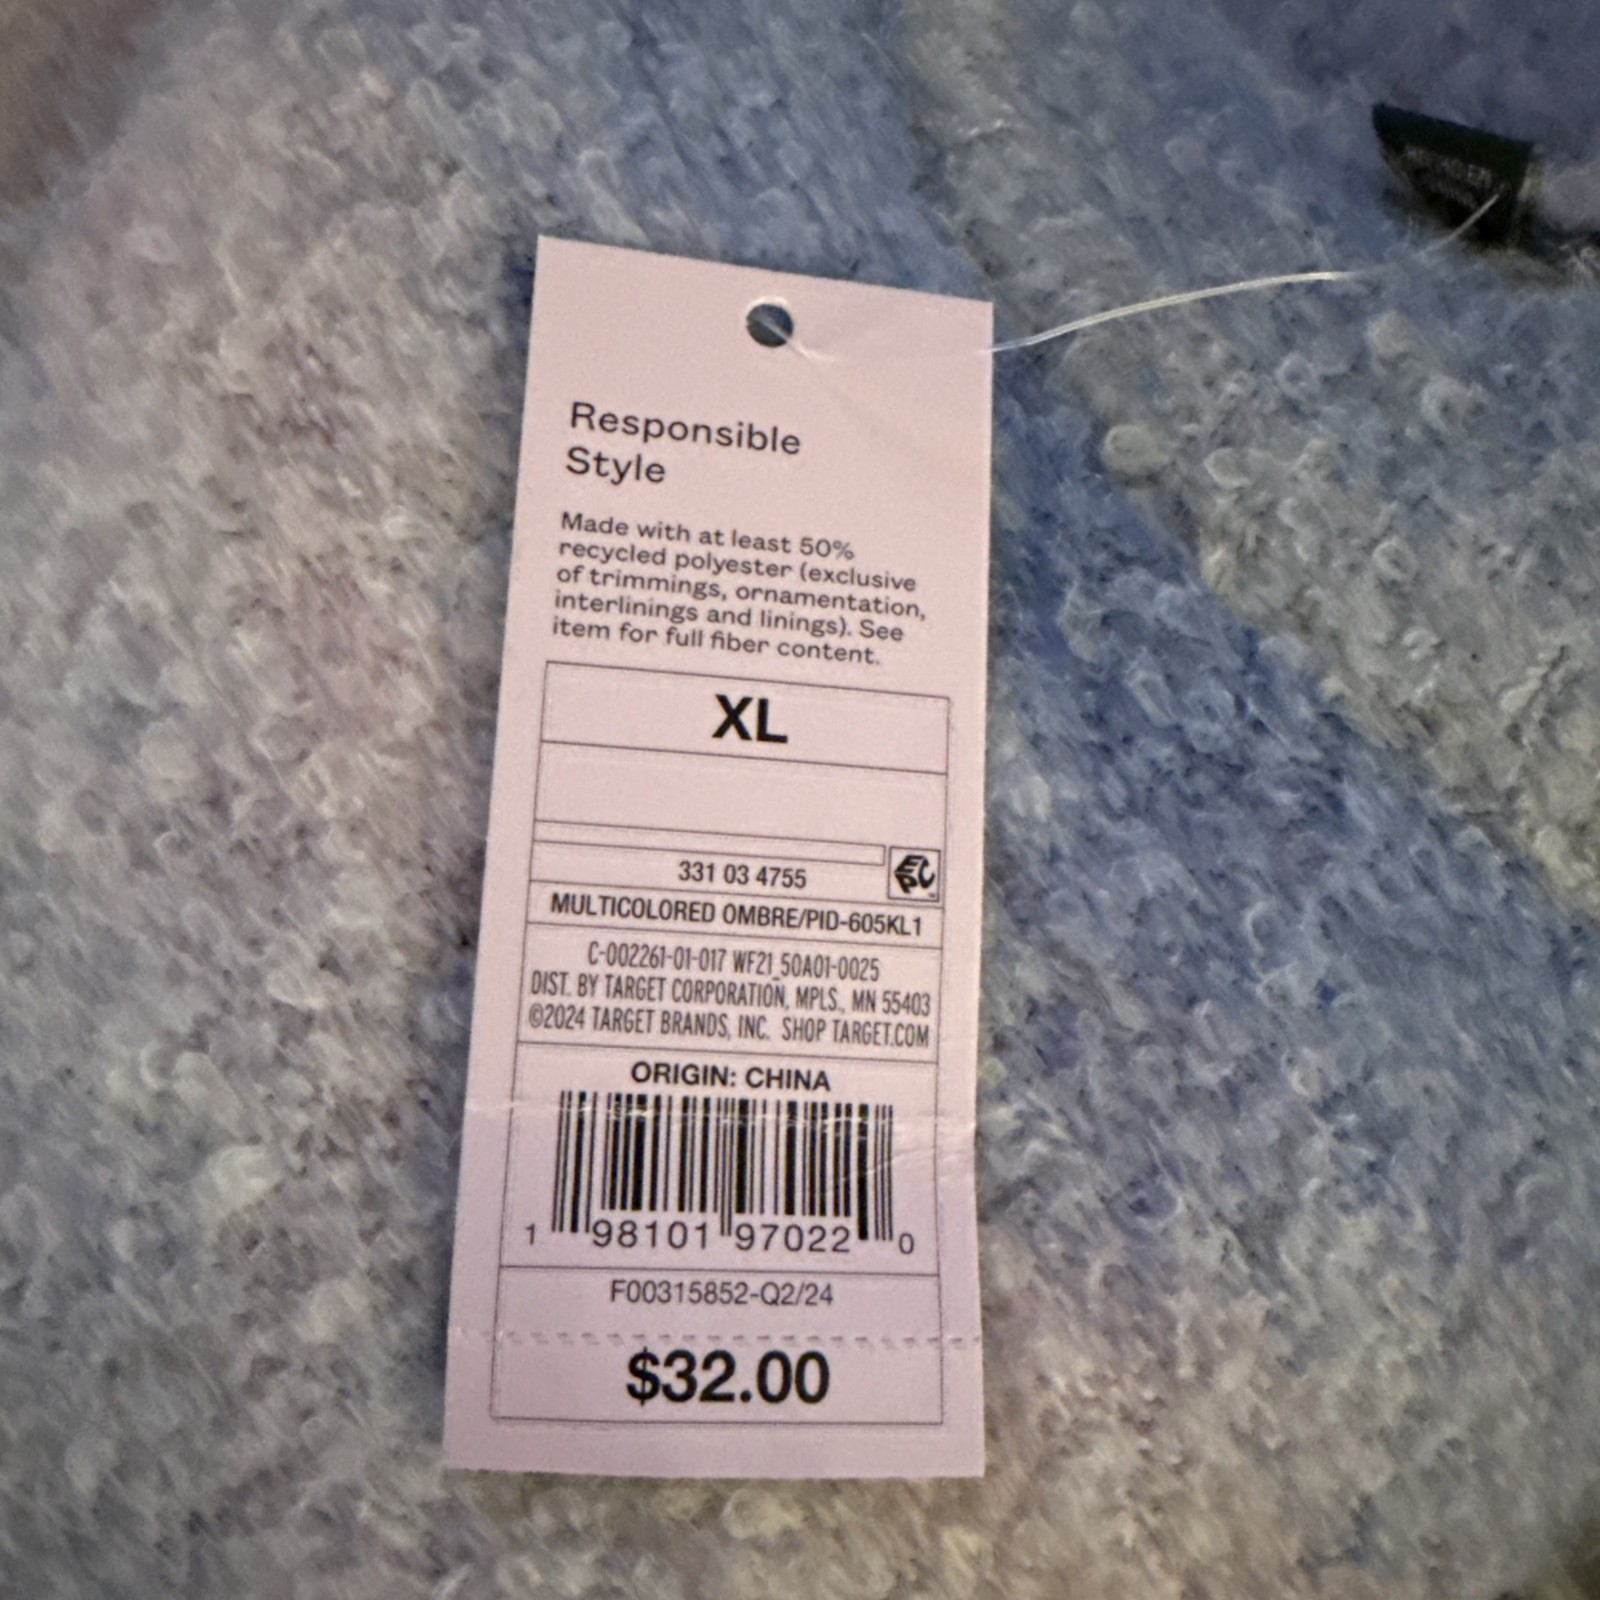 Responsible
Style
Made with at least 50%
recycled polyester (exclusive
of trimmings, ornamentation,
interlinings and linings). See
item for full fiber content.
XL
331 03 4755
EPC
MULTICOLORED OMBRE/PID-605KL1
C-002261-01-017 WF21_50A01-0025
DIST. BY TARGET CORPORATION, MPLS., MN 55403
©2024 TARGET BRANDS, INC. SHOP TARGET.COM
ORIGIN: CHINA
1 98101 97022 0
F00315852-Q2/24
$32.00